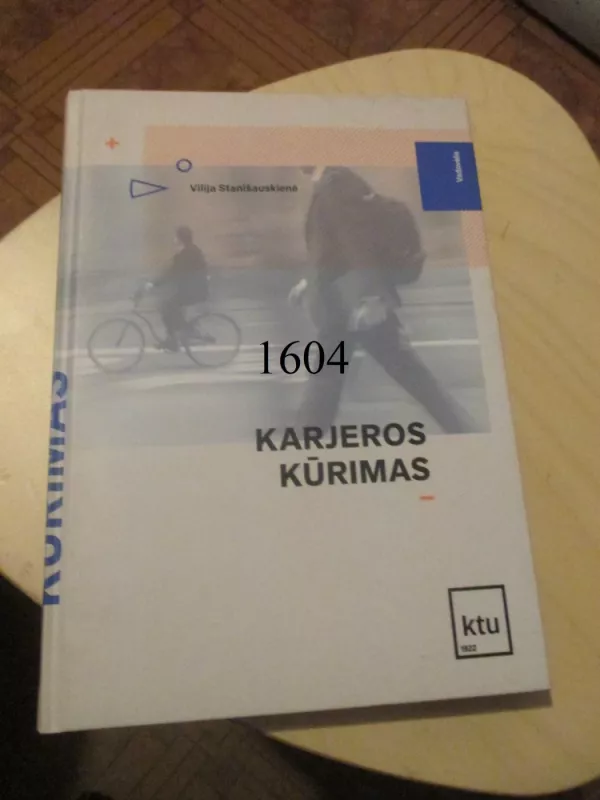 Vilija Stanišauskienė
Vadovėlis
1604
KARJEROS
KŪRIMAS
KŪRIMAS
ktu
1922